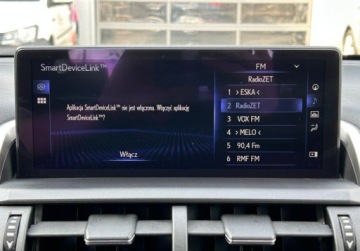 SmartDeviceLink™
FM
RadioZET
Aplikacja SmartDeviceLink™ nie jest włączona. Włączyć aplikację
SmartDeviceLink™?
Włącz
1 >ESKA<
2 RadioZET
3 VOX FM
4 >MELO<
5 90,4 Fm
6 RMF FM